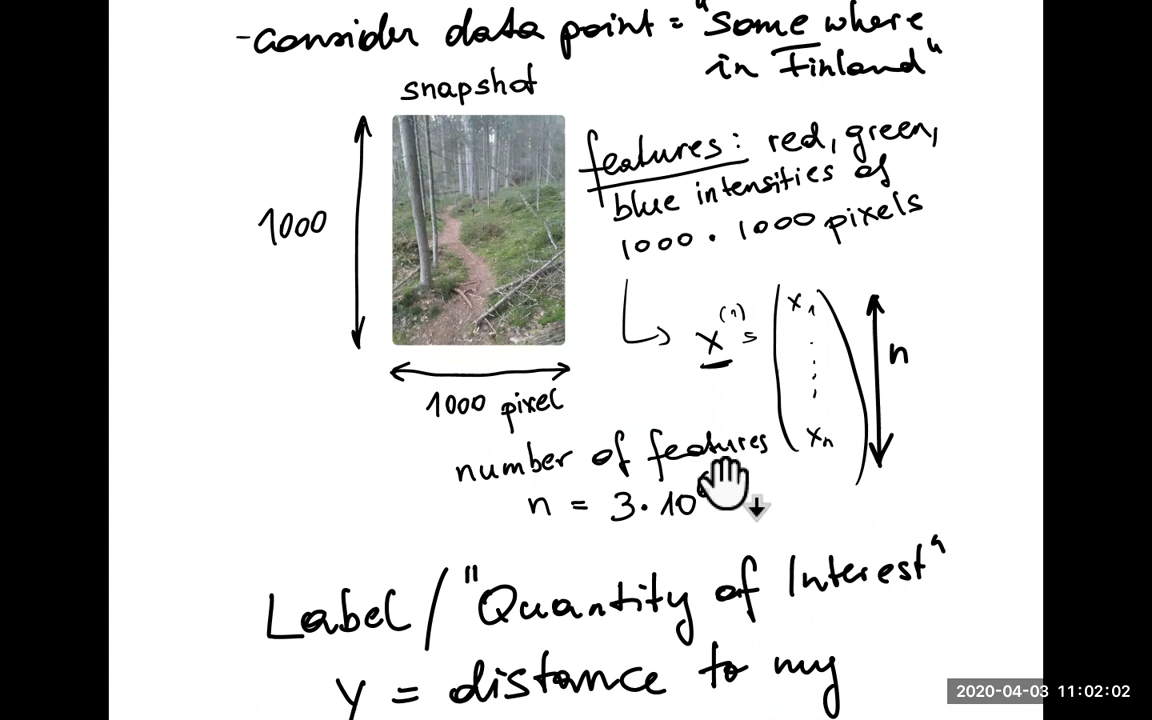 -consider data point = "Some where
in Finland"
snapshot
features: red, green,
blue intensities of
1000 · 1000 pixels
1000
x
x₁
⋮
xₙ
n
1000 pixel
number of features
n = 3·10
Label / "Quantity of Interest"
y = distance to my
2020-04-03 11:02:02